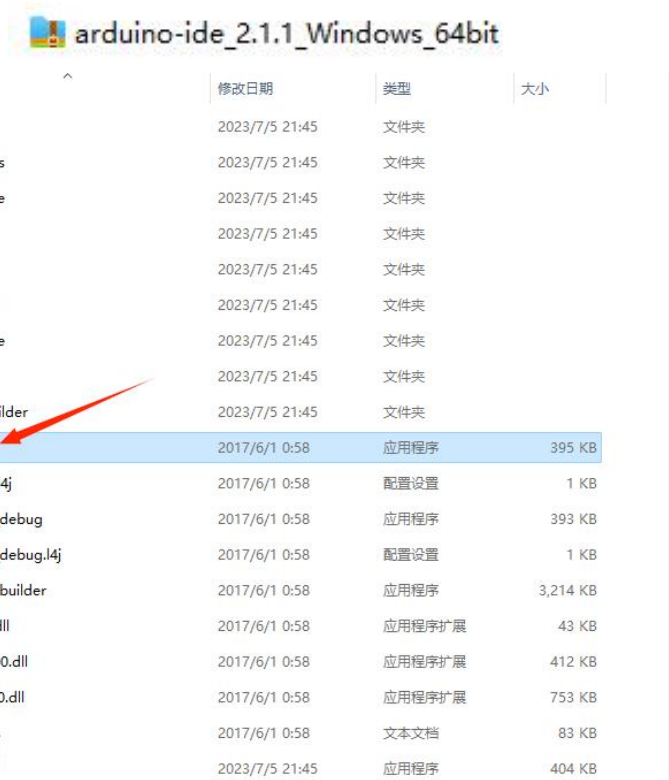 arduino-ide_2.1.1_Windows_64bit
修改日期 类型 大小
2023/7/5 21:45 文件夹
s 2023/7/5 21:45 文件夹
e 2023/7/5 21:45 文件夹
2023/7/5 21:45 文件夹
2023/7/5 21:45 文件夹
2023/7/5 21:45 文件夹
e 2023/7/5 21:45 文件夹
2023/7/5 21:45 文件夹
ilder 2023/7/5 21:45 文件夹
2017/6/1 0:58 应用程序 395 KB
4j 2017/6/1 0:58 配置设置 1 KB
debug 2017/6/1 0:58 应用程序 393 KB
debug.l4j 2017/6/1 0:58 配置设置 1 KB
builder 2017/6/1 0:58 应用程序 3,214 KB
ll 2017/6/1 0:58 应用程序扩展 43 KB
0.dll 2017/6/1 0:58 应用程序扩展 412 KB
0.dll 2017/6/1 0:58 应用程序扩展 753 KB
2017/6/1 0:58 文本文档 83 KB
2023/7/5 21:45 应用程序 404 KB